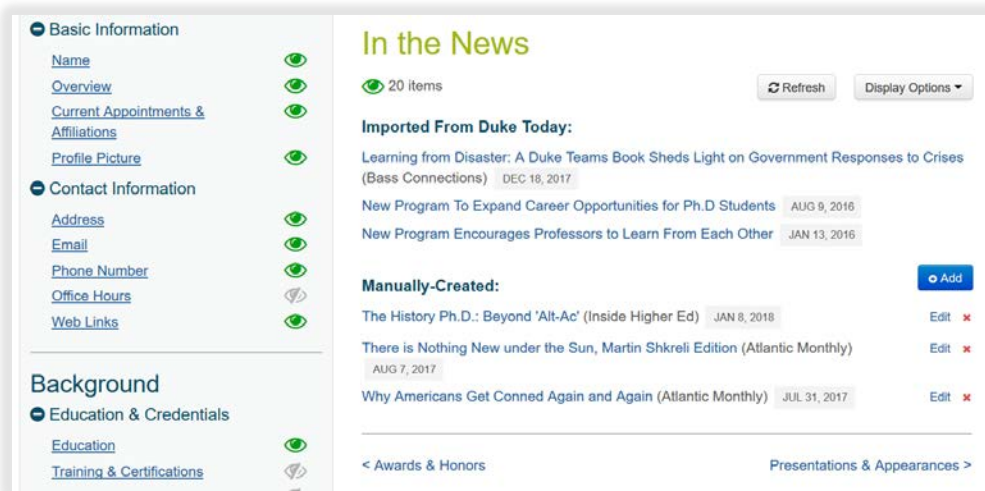 Basic Information
Name
Overview
Current Appointments &
Affiliations
Profile Picture
Contact Information
Address
Email
Phone Number
Office Hours
Web Links
Background
Education & Credentials
Education
Training & Certifications
In the News
20 items
Refresh
Display Options
Imported From Duke Today:
Learning from Disaster: A Duke Teams Book Sheds Light on Government Responses to Crises
(Bass Connections) DEC 18, 2017
New Program To Expand Career Opportunities for Ph.D Students AUG 9, 2016
New Program Encourages Professors to Learn From Each Other JAN 13, 2016
Manually-Created:
Add
The History Ph.D.: Beyond 'Alt-Ac' (Inside Higher Ed) JAN 8, 2018 Edit
There is Nothing New under the Sun, Martin Shkreli Edition (Atlantic Monthly) Edit
AUG 7, 2017
Why Americans Get Conned Again and Again (Atlantic Monthly) JUL 31, 2017 Edit
< Awards & Honors
Presentations & Appearances >